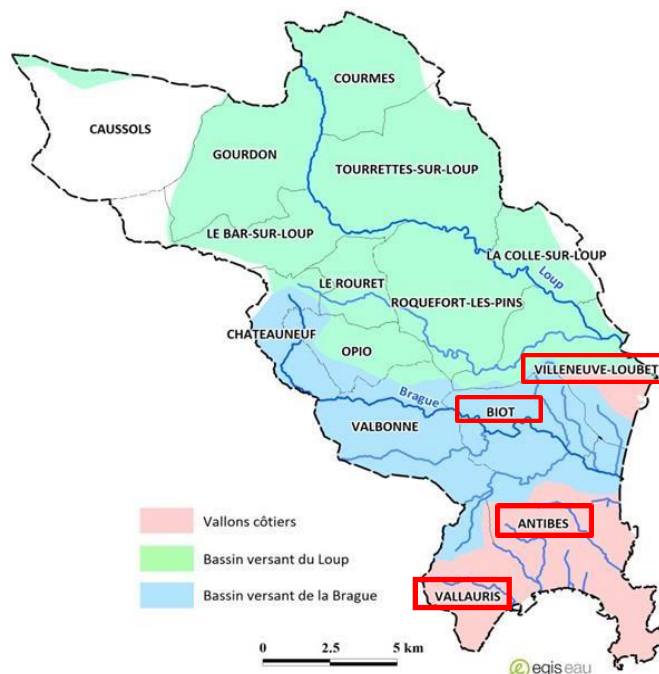 COURMES
CAUSSOLS
GOURDON
TOURRETTES-SUR-LOUP
LE BAR-SUR-LOUP
LA COLLE-SUR-LOUP
Loup
LE ROURET
ROQUEFORT-LES-PINS
CHATEAUNEUF
OPIO
VILLENEUVE-LOUBET
Brague
BIOT
VALBONNE
ANTIBES
VALLAURIS
Vallons côtiers
Bassin versant du Loup
Bassin versant de la Brague
0 2.5 5 km
egis eau